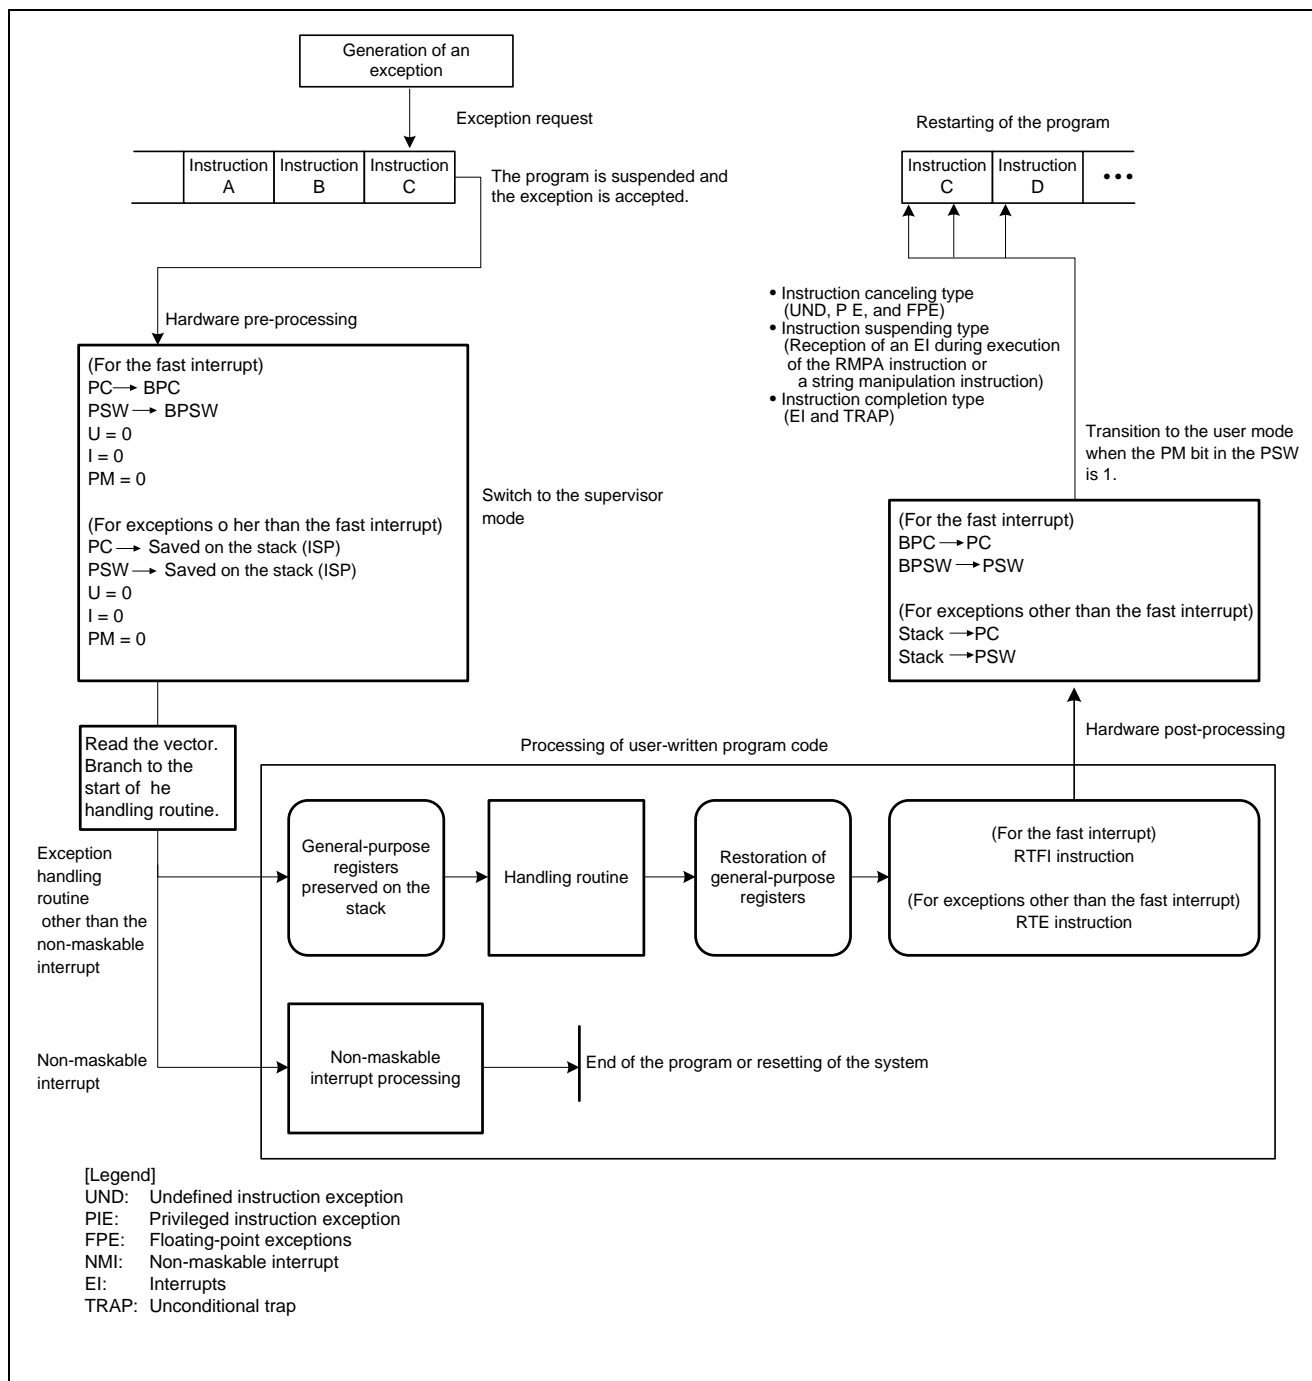 Generation of an
exception
Exception request
Restarting of the program
Instruction
A
Instruction
B
Instruction
C
The program is suspended and
the exception is accepted.
Instruction
C
Instruction
D
•••
• Instruction canceling type
(UND, P E, and FPE)
• Instruction suspending type
(Reception of an EI during execution
of the RMPA instruction or
a string manipulation instruction)
• Instruction completion type
(EI and TRAP)
Hardware pre-processing
(For the fast interrupt)
PC → BPC
PSW → BPSW
U = 0
I = 0
PM = 0
(For exceptions o her than the fast interrupt)
PC → Saved on the stack (ISP)
PSW → Saved on the stack (ISP)
U = 0
I = 0
PM = 0
Switch to the supervisor
mode
Transition to the user mode
when the PM bit in the PSW
is 1.
(For the fast interrupt)
BPC → PC
BPSW → PSW
(For exceptions other than the fast interrupt)
Stack → PC
Stack → PSW
Hardware post-processing
Read the vector.
Branch to the
start of he
handling routine.
Processing of user-written program code
Exception
handling
routine
other than the
non-maskable
interrupt
General-purpose
registers
preserved on the
stack
Handling routine
Restoration of
general-purpose
registers
(For the fast interrupt)
RTFI instruction
(For exceptions other than the fast interrupt)
RTE instruction
Non-maskable
interrupt
Non-maskable
interrupt processing
End of the program or resetting of the system
[Legend]
UND: Undefined instruction exception
PIE: Privileged instruction exception
FPE: Floating-point exceptions
NMI: Non-maskable interrupt
EI: Interrupts
TRAP: Unconditional trap